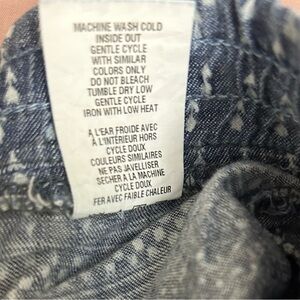 MACHINE WASH COLD
INSIDE OUT
GENTLE CYCLE
WITH SIMILAR
COLORS ONLY
DO NOT BLEACH
TUMBLE DRY LOW
GENTLE CYCLE
IRON WITH LOW HEAT
A L'EAR FROIDE AVEC
À L'INTÉRIEUR HORS
CYCLE DOUX
COULEURS SIMILAIRES
NE PAS JAVELLISER
SECHER A LA MACHINE
CYCLE DOUX
FER AVEC FAIBLE CHALEUR